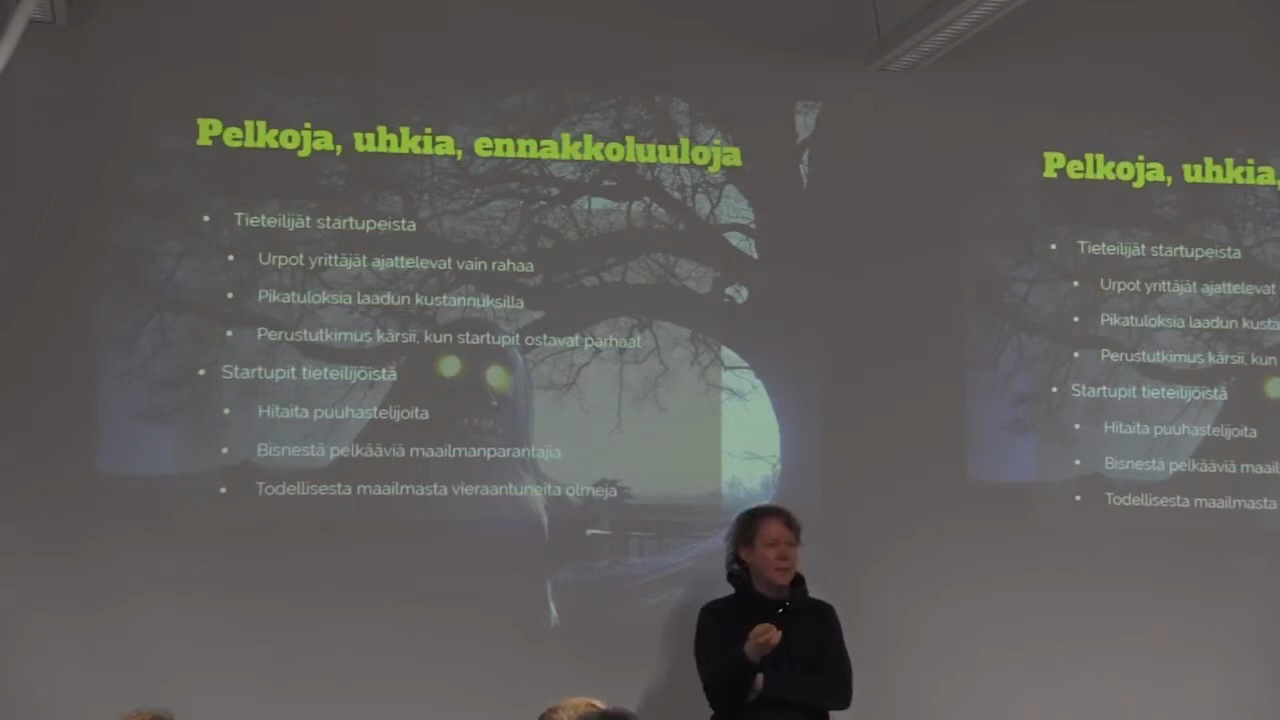 Pelkoja, uhkia, ennakkoluuloja
• Tieteilijät startupeista
• Urpot yrittäjät ajattelevat vain rahaa
• Pikatuloksia laadun kustannuksilla
• Perustutkimus kärsii, kun startupit ostavat parhaat
• Startupit tieteilijöistä
• Hitaita puuhastelijoita
• Bisnestä pelkääviä maailmanparantajia
• Todellisesta maailmasta vieraantuneita olmeja
Pelkoja, uhkia,
• Tieteilijät startupeista
• Urpot yrittäjät ajattelevat
• Pikatuloksia laadun kusta
• Perustutkimus kärsii, kun
• Startupit tieteilijöistä
• Hitaita puuhastelijoita
• Bisnestä pelkääviä maail
• Todellisesta maailmasta